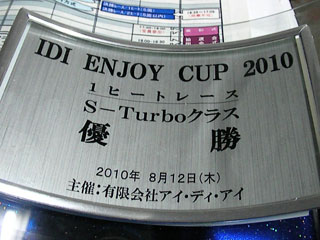 IDI ENJOY CUP 2010
1ヒートレース
S-Turboクラス
優勝
2010年 8月12日(木)
主催:有限会社アイ・ディ・アイ